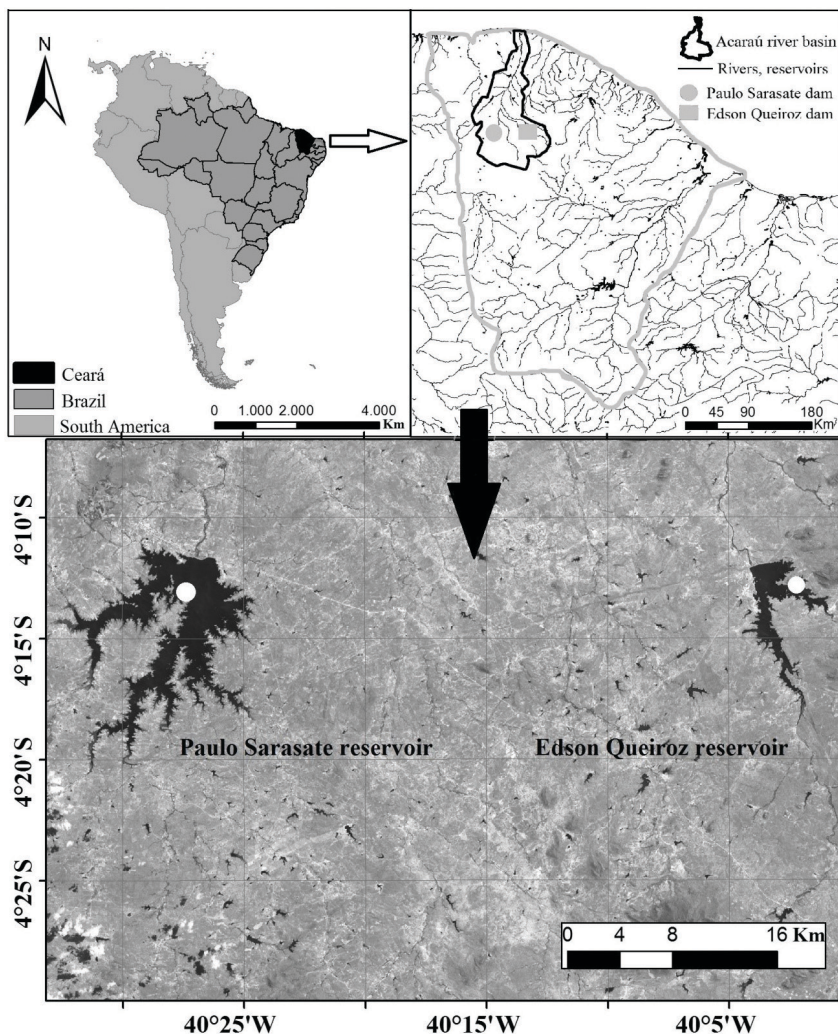 N
Ceará
Brazil
South America
0 1.000 2.000 4.000
Km
Acaraú river basin
Rivers, reservoirs
Paulo Sarasate dam
Edson Queiroz dam
0 45 90 180
Km²
4°10'S
4°15'S
4°20'S
4°25'S
Paulo Sarasate reservoir
Edson Queiroz reservoir
0 4 8 16 Km
40°25'W
40°15'W
40°5'W